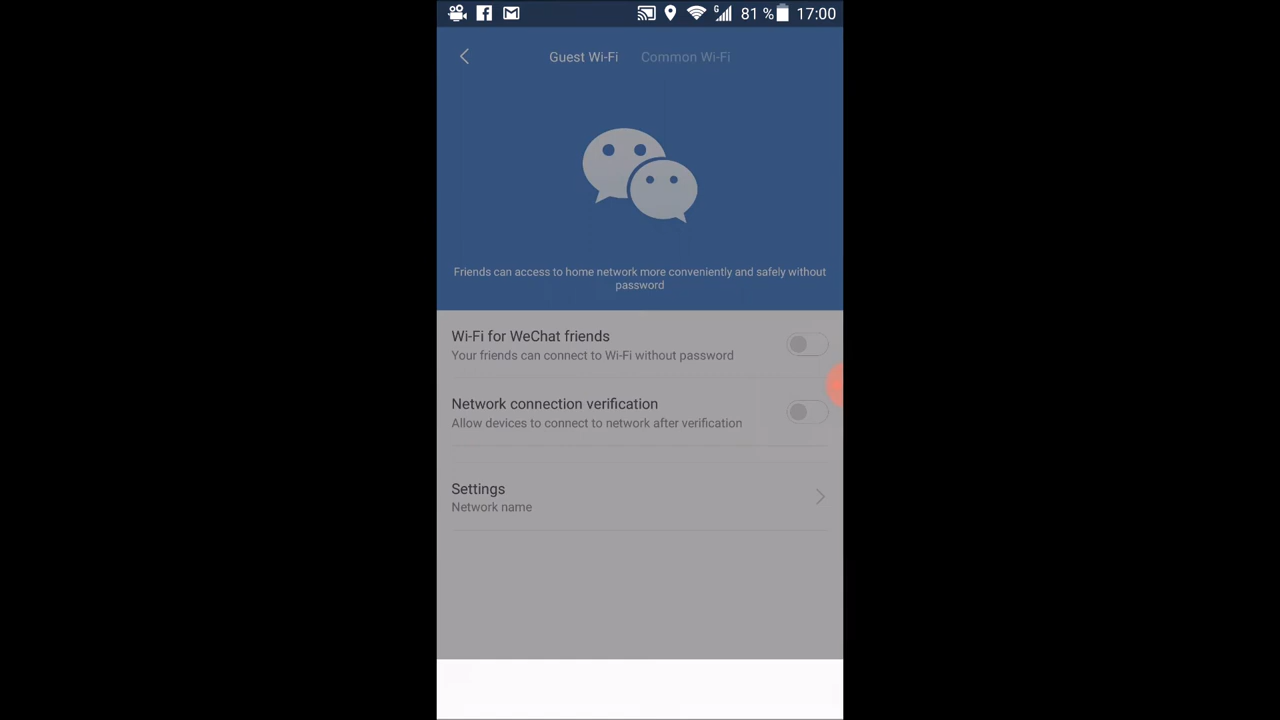 81 % 17:00
Guest Wi-Fi Common Wi-Fi
Friends can access to home network more conveniently and safely without
password
Wi-Fi for WeChat friends
Your friends can connect to Wi-Fi without password
Network connection verification
Allow devices to connect to network after verification
Settings
Network name